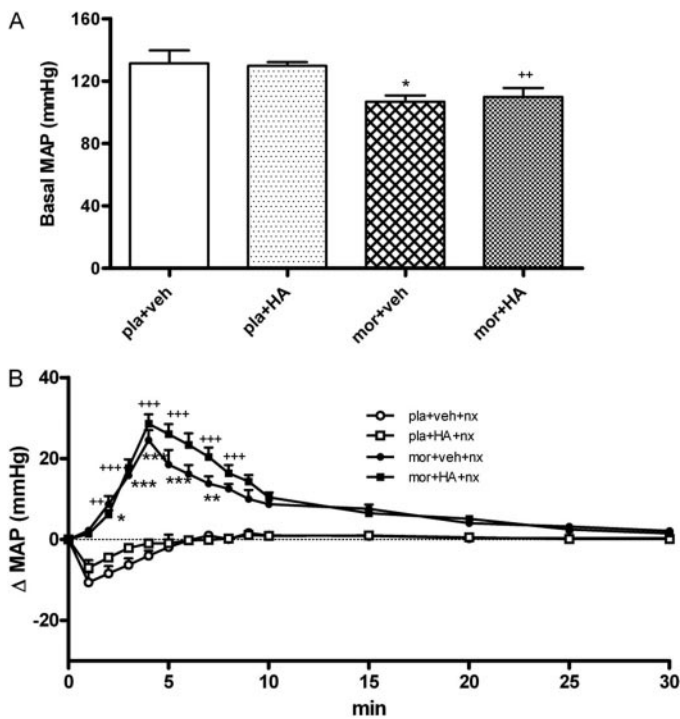 A
160
120
80
40
0
Basal MAP (mmHg)
*
++
pla+veh
pla+HA
mor+veh
mor+HA
B
40
20
0
-20
Δ MAP (mmHg)
+++
+++
+++
+++
+++
***
***
***
**
*
pla+veh+nx
pla+HA+nx
mor+veh+nx
mor+HA+nx
0
5
10
15
20
25
30
min